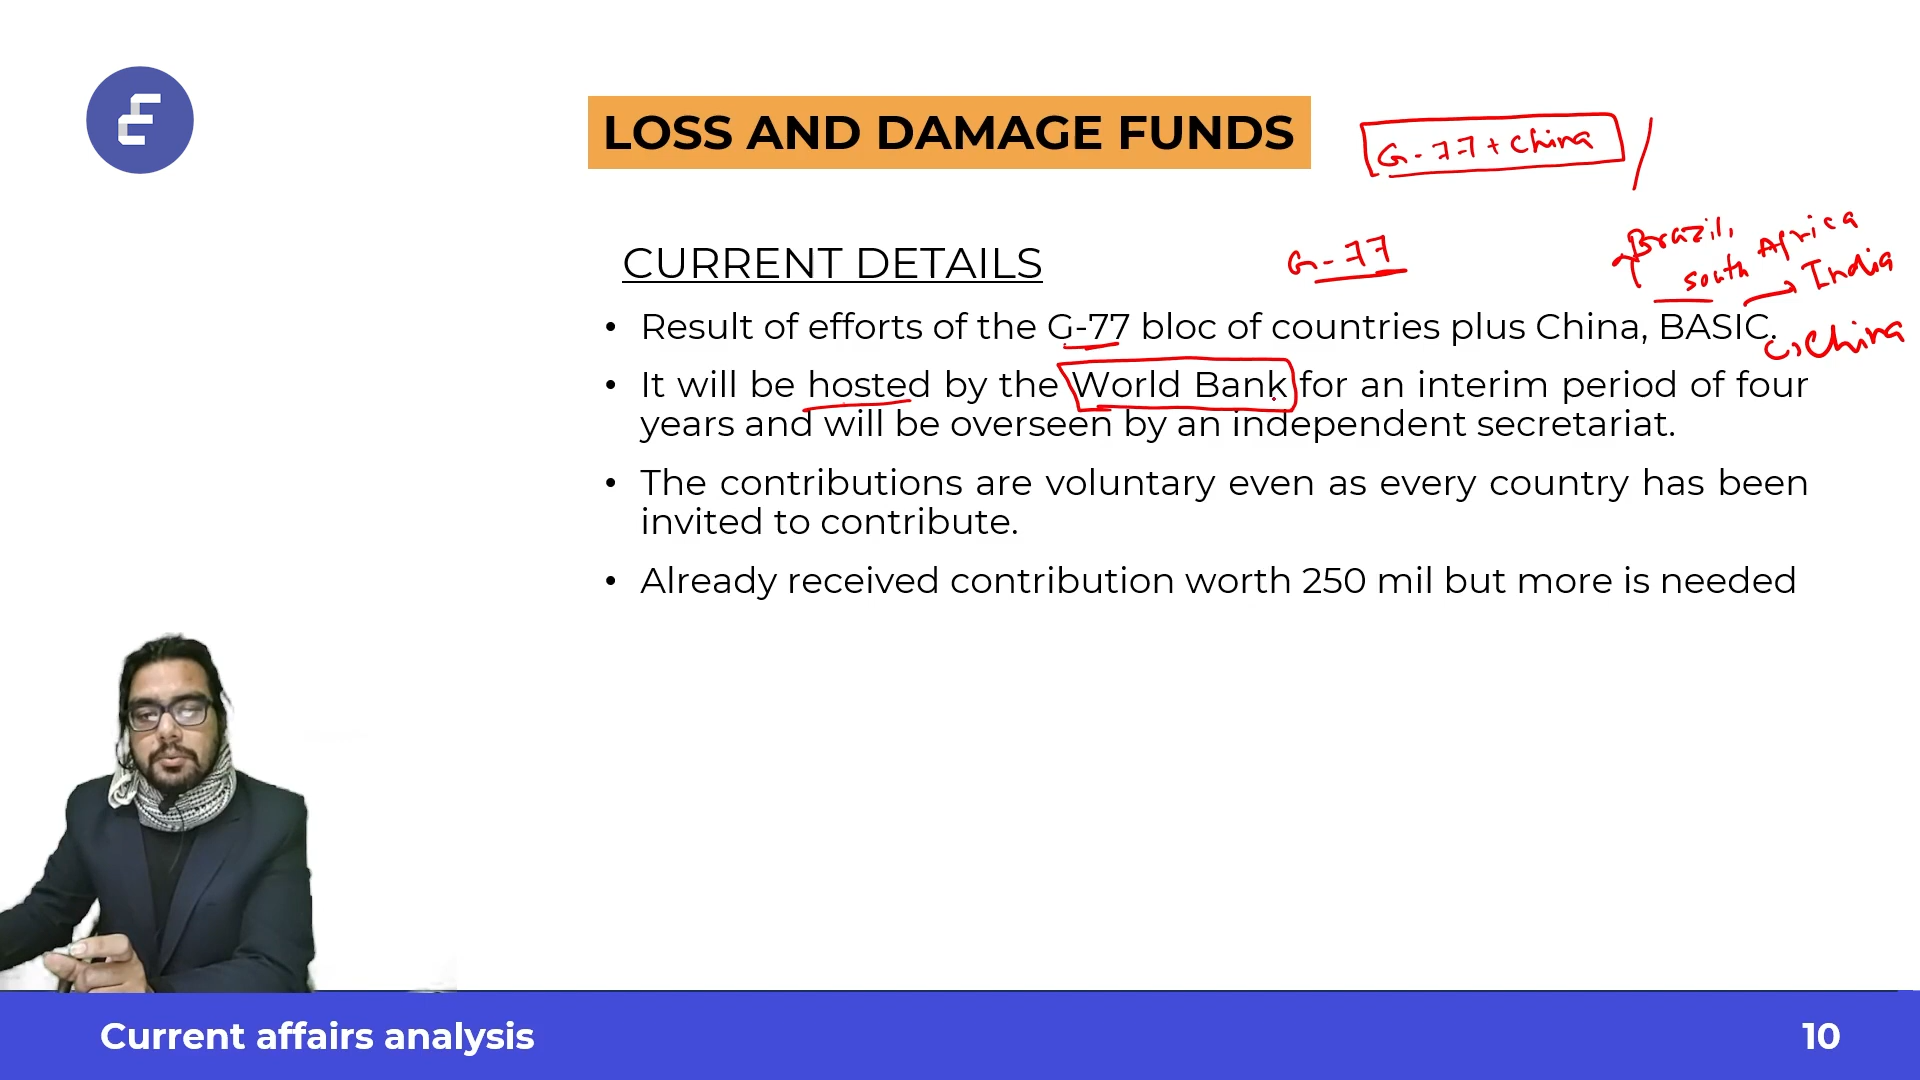 LOSS AND DAMAGE FUNDS
G-77+China
CURRENT DETAILS
G-77
Brazil,
South Africa
India
C, China
• Result of efforts of the G-77 bloc of countries plus China, BASIC.
• It will be hosted by the World Bank for an interim period of four
years and will be overseen by an independent secretariat.
• The contributions are voluntary even as every country has been
invited to contribute.
• Already received contribution worth 250 mil but more is needed
Current affairs analysis
10